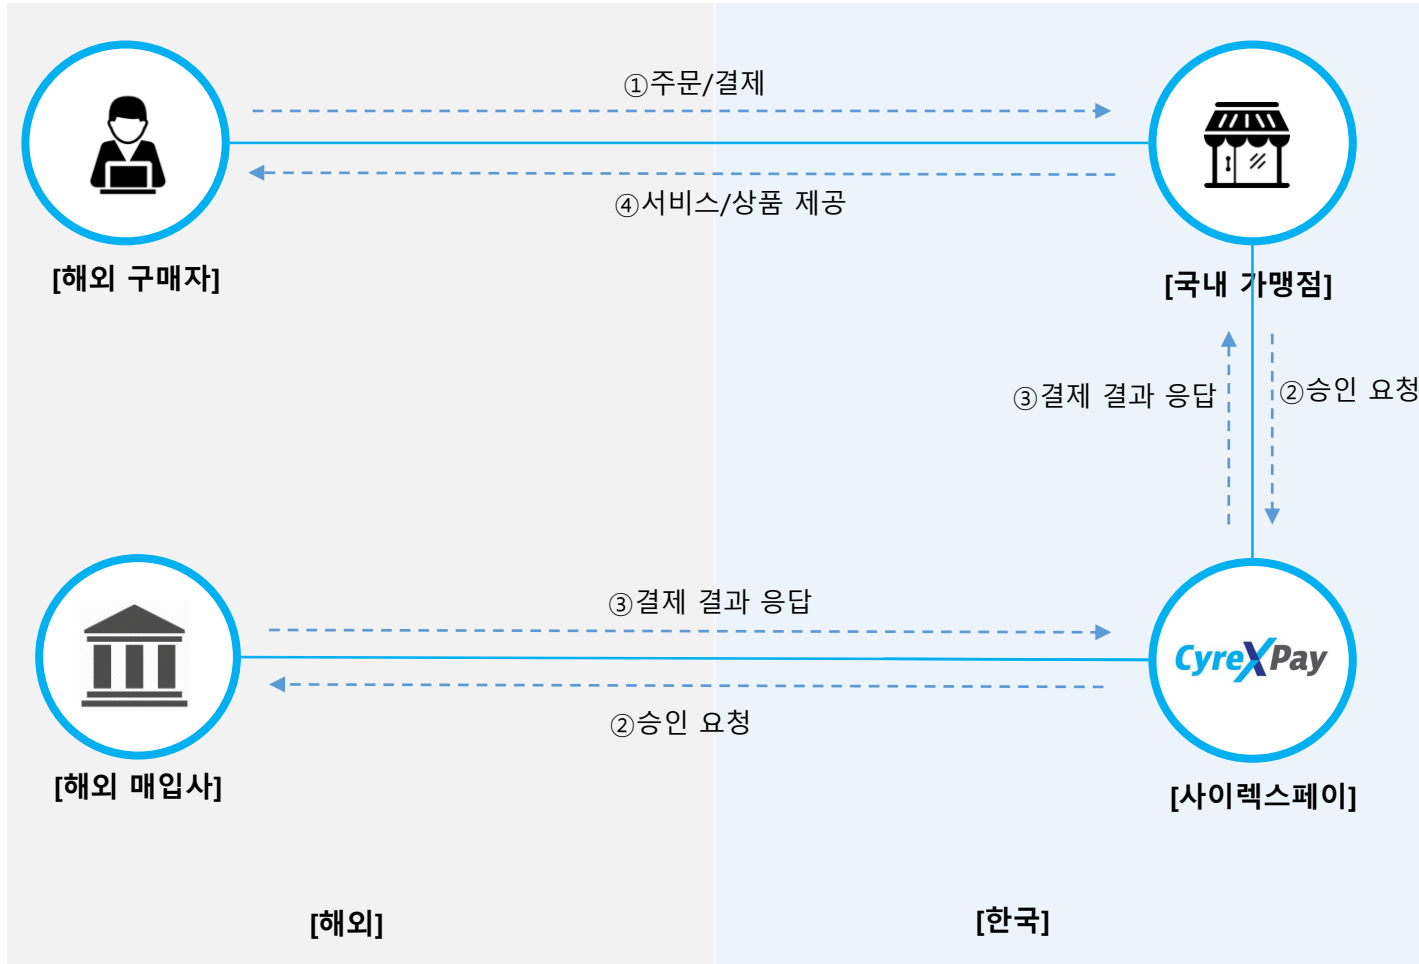 ①주문/결제
④서비스/상품 제공
[해외 구매자]
[국내 가맹점]
③결제 결과 응답
②승인 요청
③결제 결과 응답
CyreXPay
②승인 요청
[해외 매입사]
[사이렉스페이]
[해외]
[한국]